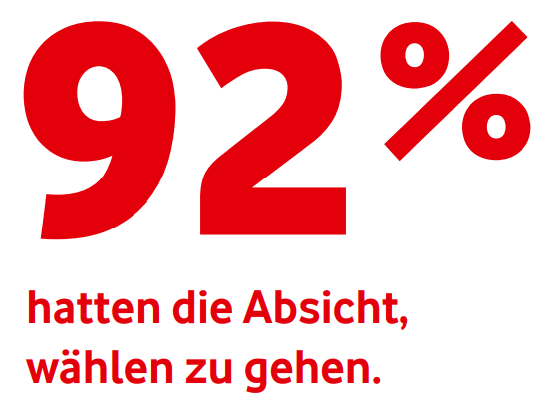 92%
hatten die Absicht,
wählen zu gehen.